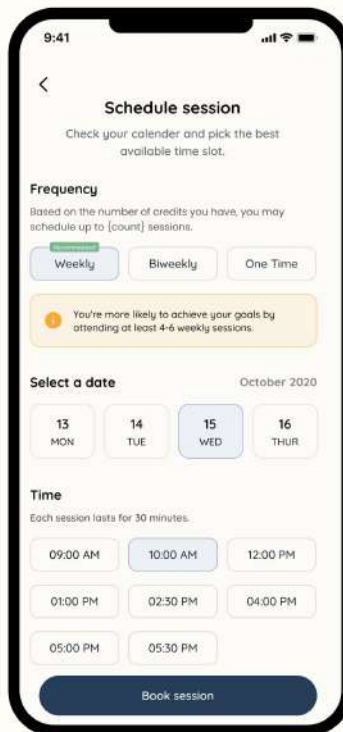 9:41
Schedule session
Check your calender and pick the best
available time slot.
Frequency
Based on the number of credits you have, you may
schedule up to {count} sessions.
Recommended
Weekly
Biweekly
One Time
You're more likely to achieve your goals by
attending at least 4-6 weekly sessions.
Select a date
October 2020
13
MON
14
TUE
15
WED
16
THUR
Time
Each session lasts for 30 minutes.
09:00 AM
10:00 AM
12:00 PM
01:00 PM
02:30 PM
04:00 PM
05:00 PM
05:30 PM
Book session